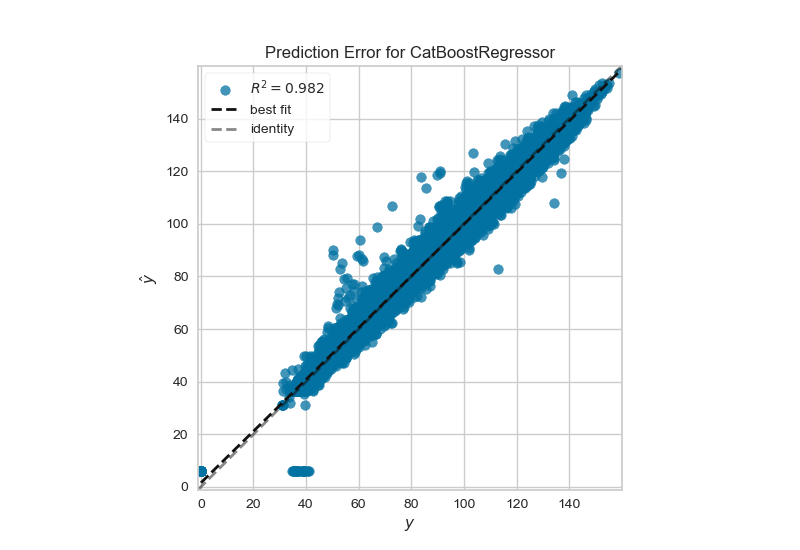 Prediction Error for CatBoostRegressor
R² = 0.982
best fit
identity
140
120
100
80
60
40
20
0
ŷ
0 20 40 60 80 100 120 140
y